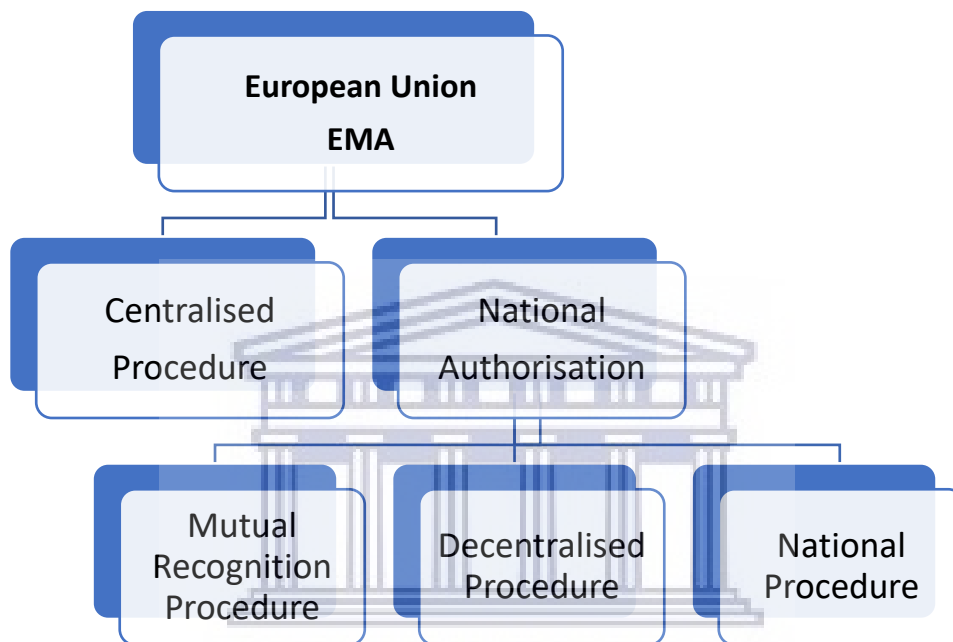 European Union
EMA
Centralised
Procedure
National
Authorisation
Mutual
Recognition
Procedure
Decentralised
Procedure
National
Procedure